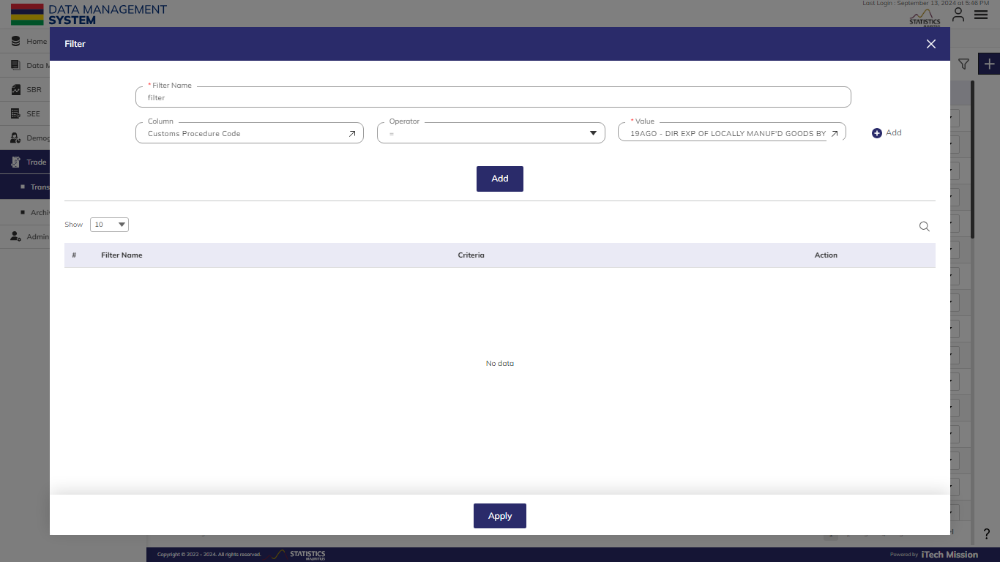 DATA MANAGEMENT
SYSTEM
Last Login : September 13, 2024 at 5:46 PM
STATISTICS
MAURITIUS
Filter
Home
Data M
SBR
SEE
Demog
Trade
Trans
Archi
Admin
* Filter Name
filter
Column
Customs Procedure Code
Operator
=
* Value
19AGO - DIR EXP OF LOCALLY MANUF'D GOODS BY
Add
Add
Show
10
# Filter Name Criteria Action
No data
Apply
?
Copyright © 2022 - 2024. All rights reserved.
STATISTICS
MAURITIUS
Powered by iTech Mission